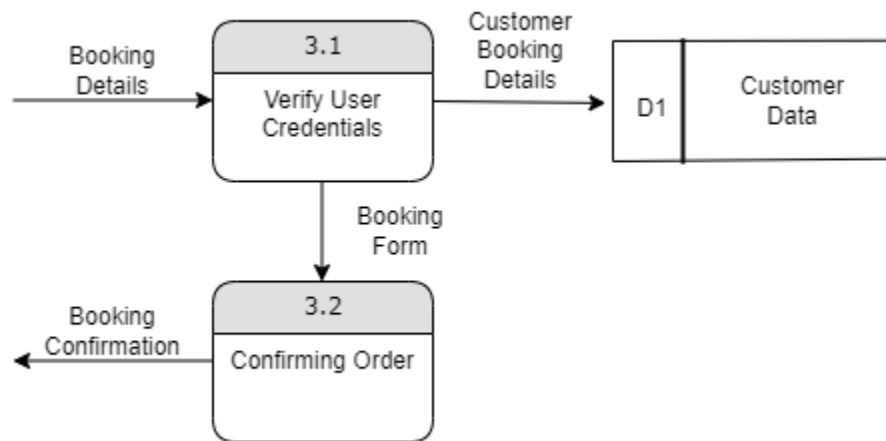 Booking
Details
3.1
Verify User
Credentials
Customer
Booking
Details
D1
Customer
Data
Booking
Form
3.2
Confirming Order
Booking
Confirmation